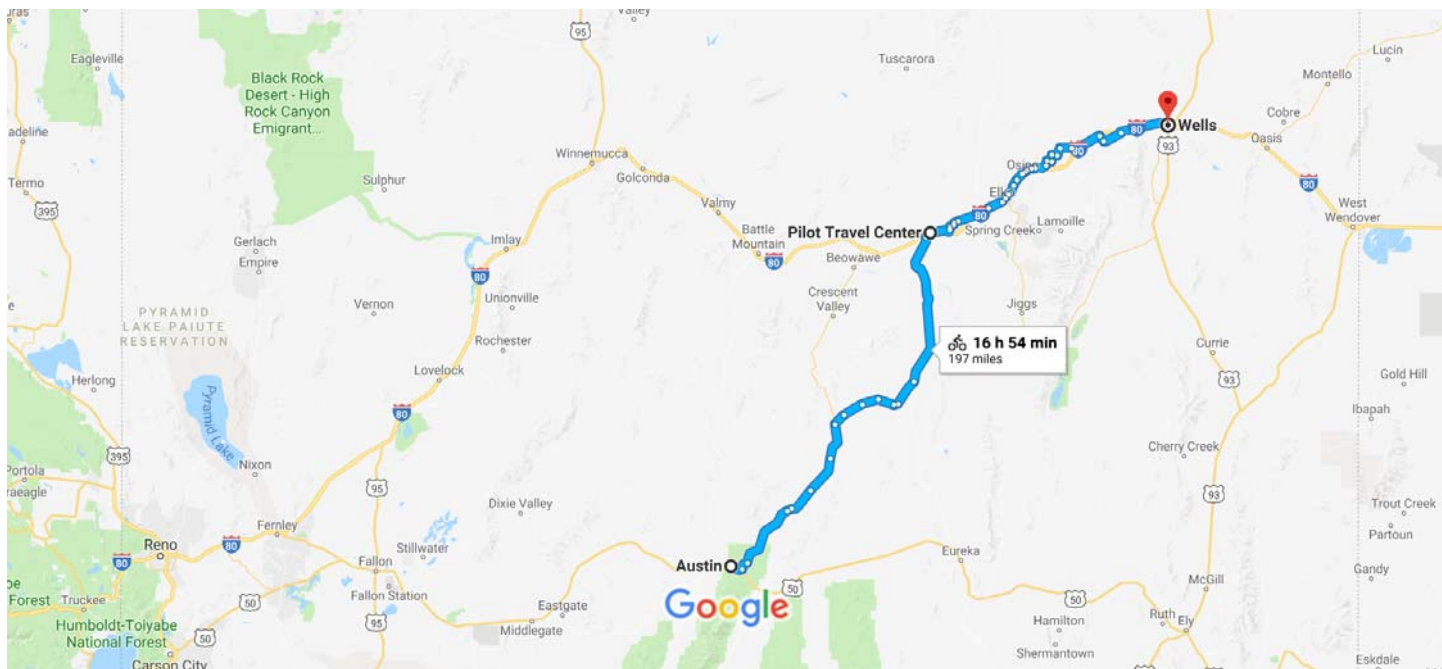 uras
Eagleville
Valley
95
Tuscarora
Lucin
Montello
Black Rock
Desert - High
Rock Canyon
Emigrant...
80
Wells
93
Cobre
Oasis
adeline
Winnemucca
Golconda
80
Osino
80
Termo
Sulphur
395
Elko
West
Wendover
Valmy
80
Lamoille
Spring Creek
Pilot Travel Center
Battle
Mountain
80
Gerlach
Empire
Imlay
Beowawe
80
Unionville
Crescent
Valley
Jiggs
Vernon
PYRAMID
LAKE PAIUTE
RESERVATION
Rochester
16 h 54 min
197 miles
Currie
Herlong
Lovelock
93
Gold Hill
Pyramid Lake
80
Ibapah
395
Cherry Creek
Portola
raeagle
Nixon
95
93
Dixie Valley
Trout Creek
Partoun
Fernley
Reno
80
Stillwater
Eureka
80
Fallon
Austin
Gandy
oe
Forest
Truckee
50
Fallon Station
50
McGill
Google
50
Eastgate
Middlegate
95
Ruth
Ely
Humboldt-Toiyabe
National Forest
50
Hamilton
Shermantown
Carson City
Eskdale